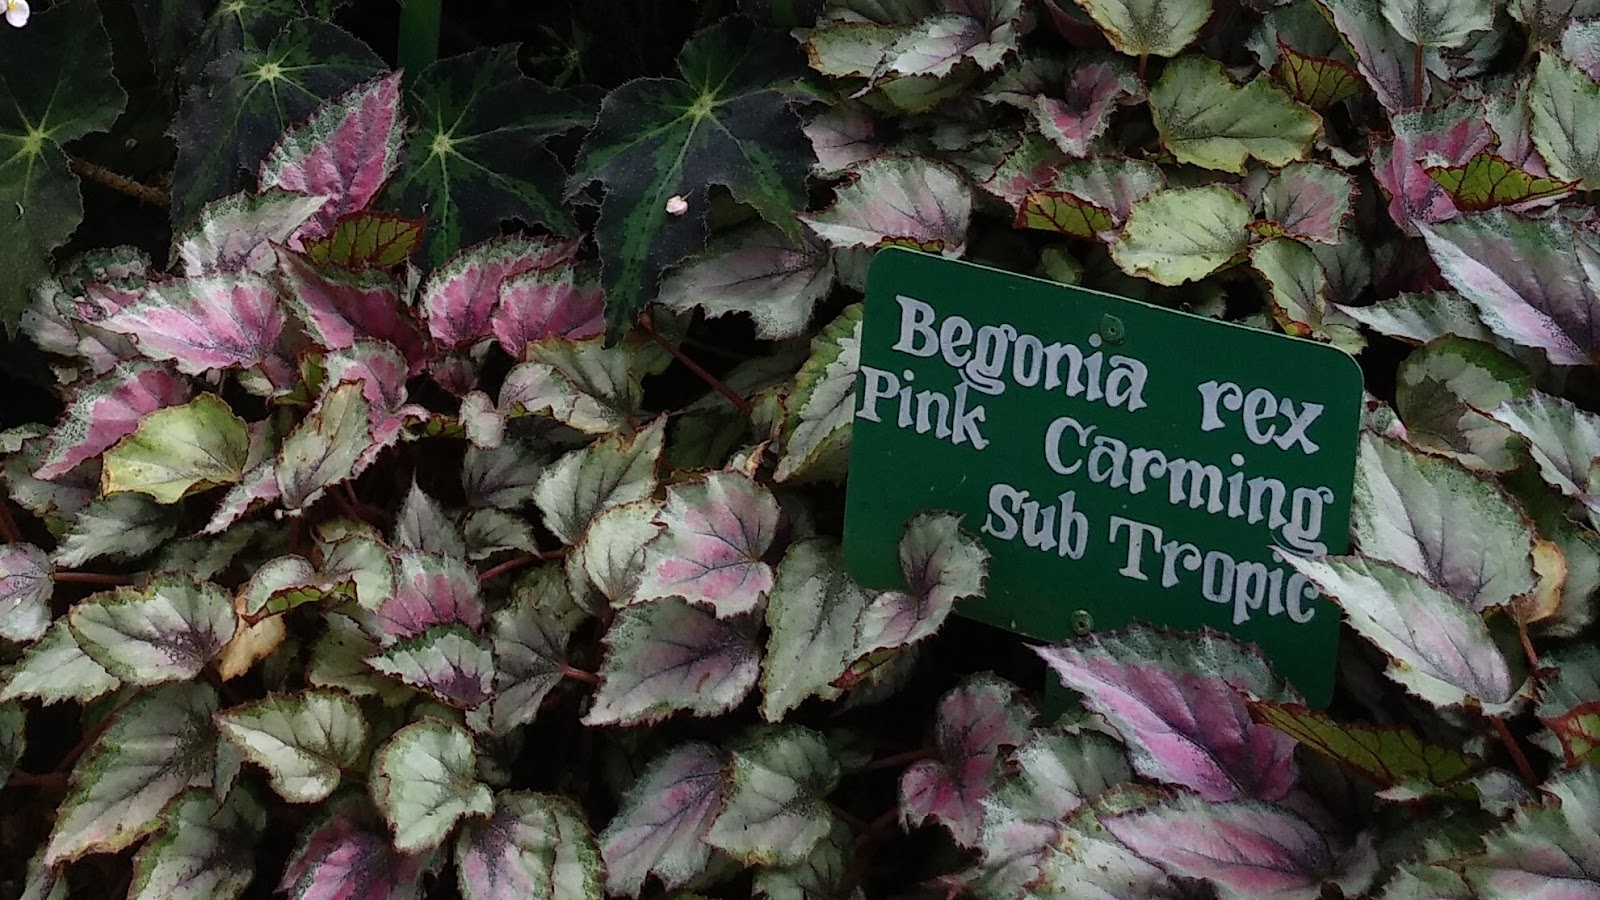 Begonia rex
Pink Carming
Sub Tropic